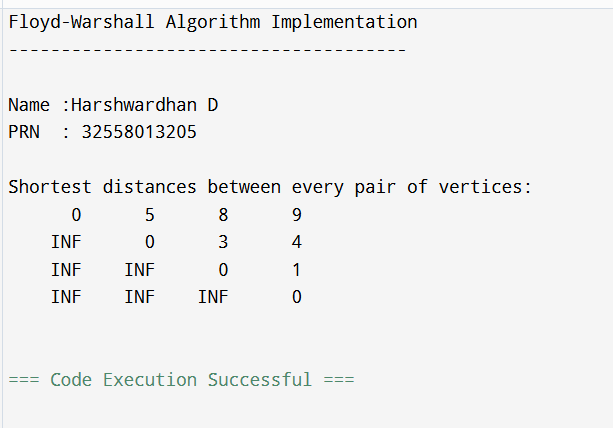 Floyd-Warshall Algorithm Implementation
--------------------------------------
Name :Harshwardhan D
PRN  : 32558013205
Shortest distances between every pair of vertices:
      0      5      8      9
    INF      0      3      4
    INF    INF      0      1
    INF    INF    INF      0
=== Code Execution Successful ===